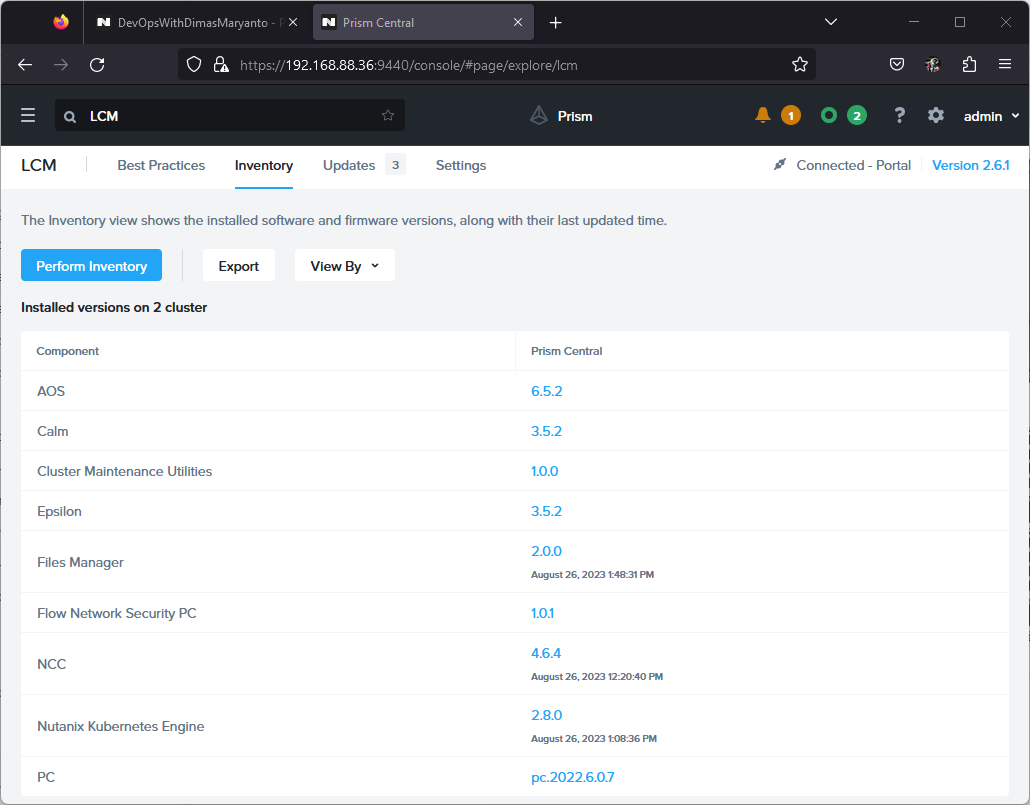 DevOpsWithDimasMaryanto -
Prism Central
https://192.168.88.36:9440/console/#page/explore/lcm
LCM
Prism
1
2
?
admin
LCM
Best Practices
Inventory
Updates 3
Settings
Connected - Portal
Version 2.6.1
The Inventory view shows the installed software and firmware versions, along with their last updated time.
Perform Inventory
Export
View By
Installed versions on 2 cluster
Component
Prism Central
AOS
6.5.2
Calm
3.5.2
Cluster Maintenance Utilities
1.0.0
Epsilon
3.5.2
Files Manager
2.0.0
August 26, 2023 1:48:31 PM
Flow Network Security PC
1.0.1
NCC
4.6.4
August 26, 2023 12:20:40 PM
Nutanix Kubernetes Engine
2.8.0
August 26, 2023 1:08:36 PM
PC
pc.2022.6.0.7